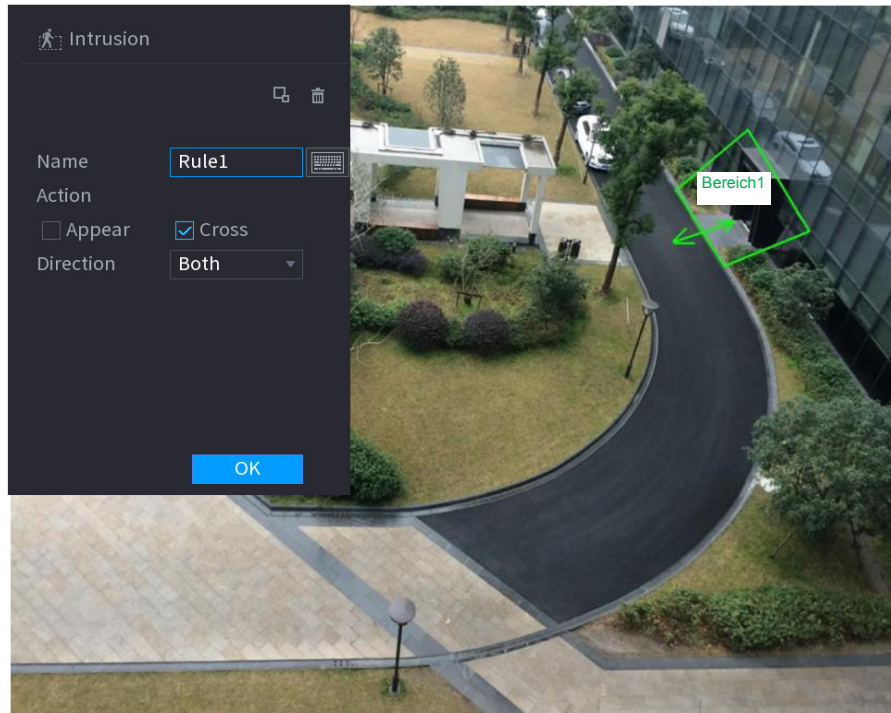 Intrusion
Name Rule1
Action
Appear Cross
Direction Both
OK
Bereich1